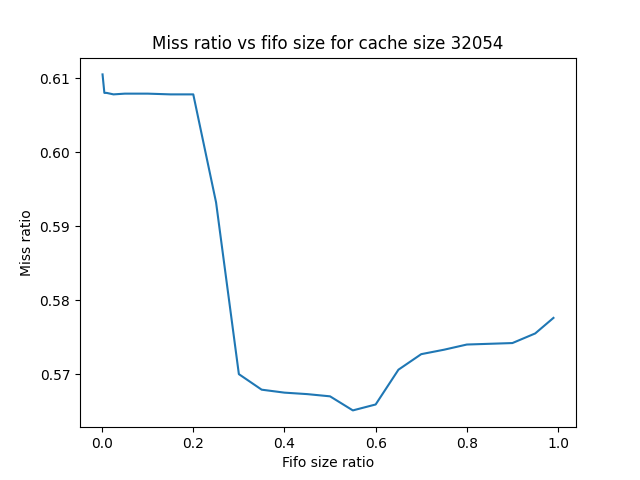 Miss ratio vs fifo size for cache size 32054
Miss ratio
0.61
0.60
0.59
0.58
0.57
0.0 0.2 0.4 0.6 0.8 1.0
Fifo size ratio